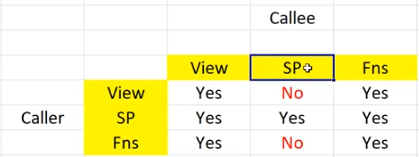 Callee
View SP Fns
View Yes No Yes
Caller SP Yes Yes Yes
Fns Yes No Yes